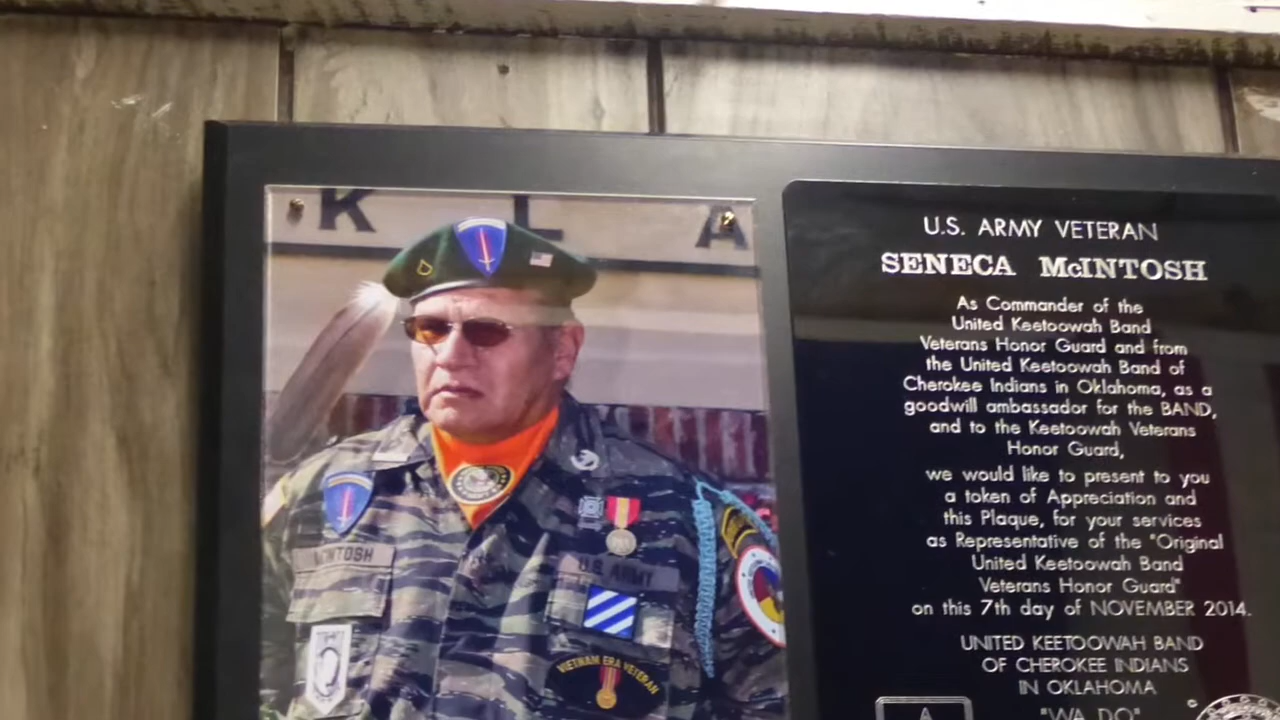 K L A
McINTOSH
U.S. ARMY
VIETNAM ERA VETERAN
U.S. ARMY VETERAN
SENECA McINTOSH
As Commander of the
United Keetoowah Band
Veterans Honor Guard and from
the United Keetoowah Band of
Cherokee Indians in Oklahoma, as a
goodwill ambassador for the BAND,
and to the Keetoowah Veterans
Honor Guard,
we would like to present to you
a token of Appreciation and
this Plaque, for your services
as Representative of the "Original
United Keetoowah Band
Veterans Honor Guard"
on this 7th day of NOVEMBER 2014.
UNITED KEETOOWAH BAND
OF CHEROKEE INDIANS
IN OKLAHOMA
"WA DO"